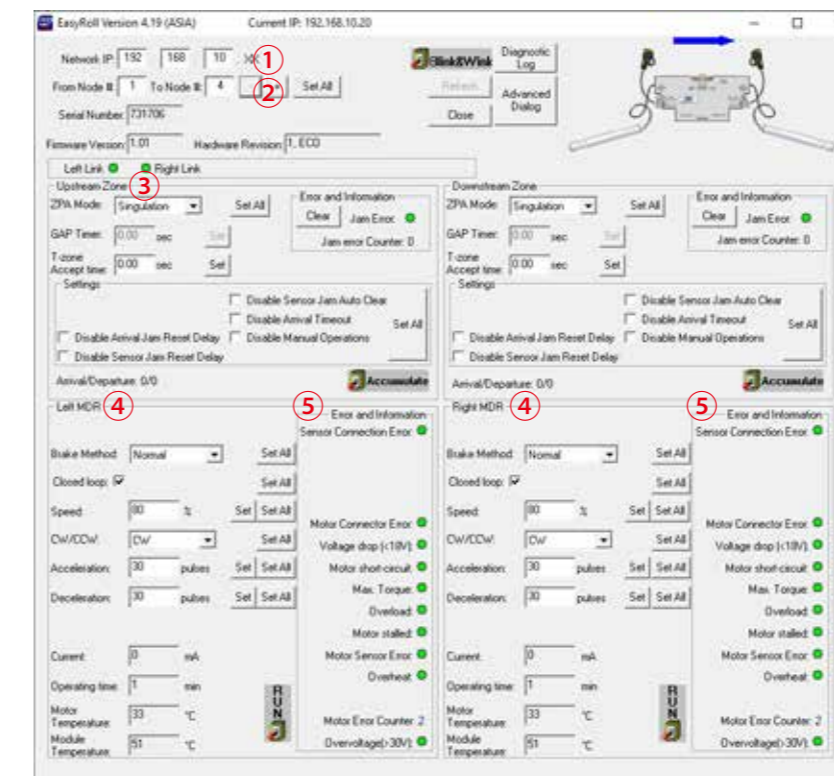 EasyRoll Version 4.19 (ASIA) Current IP: 192.168.10.20
Network IP: 192 168 10 .XX ①
Blink&Wink Diagnostic Log
From Node #: 1 To Node #: 4 ② Set All
Refresh Advanced Dialog
Serial Number: 731706
Close
Firmware Version: 1.01 Hardware Revision: 1, ECO
Left Link Right Link
③
Upstream Zone
ZPA Mode: Singulation Set All
Error and Information
Clear Jam Error:
GAP Timer: 0.00 sec Set
Jam error Counter: 0
T-zone
Accept time: 0.00 sec Set
Settings
Disable Sensor Jam Auto Clear
Disable Arrival Timeout
Set All
Disable Arrival Jam Reset Delay Disable Manual Operations
Disable Sensor Jam Reset Delay
Arrival/Departure: 0/0 Accumulate
Downstream Zone
ZPA Mode: Singulation Set All
Error and Information
Clear Jam Error:
GAP Timer: 0.00 sec Set
Jam error Counter: 0
T-zone
Accept time: 0.00 sec Set
Settings
Disable Sensor Jam Auto Clear
Disable Arrival Timeout
Set All
Disable Arrival Jam Reset Delay Disable Manual Operations
Disable Sensor Jam Reset Delay
Arrival/Departure: 0/0 Accumulate
Left MDR ④ ⑤
Error and Information
Sensor Connection Error:
Brake Method: Normal Set All
Closed loop: Set All
Speed: 80 % Set Set All
Motor Connector Error:
CW/CCW: CW Set All
Voltage drop (<18V):
Acceleration: 30 pulses Set Set All
Motor short-circuit:
Max. Torque:
Deceleration: 30 pulses Set Set All
Overload:
Motor stalled:
Current: 0 mA
Motor Sensor Error:
Overheat:
Operating time: 1 min
RUN
Motor
Temperature: 33 °C
Motor Error Counter: 2
Module
Temperature: 51 °C
Overvoltage(>30V):
Right MDR ④ ⑤
Error and Information
Sensor Connection Error:
Brake Method: Normal Set All
Closed loop: Set All
Speed: 80 % Set Set All
Motor Connector Error:
CW/CCW: CW Set All
Voltage drop (<18V):
Acceleration: 30 pulses Set Set All
Motor short-circuit:
Max. Torque:
Deceleration: 30 pulses Set Set All
Overload:
Motor stalled:
Current: 0 mA
Motor Sensor Error:
Overheat:
Operating time: 1 min
RUN
Motor
Temperature: 33 °C
Motor Error Counter: 2
Module
Temperature: 51 °C
Overvoltage(>30V):